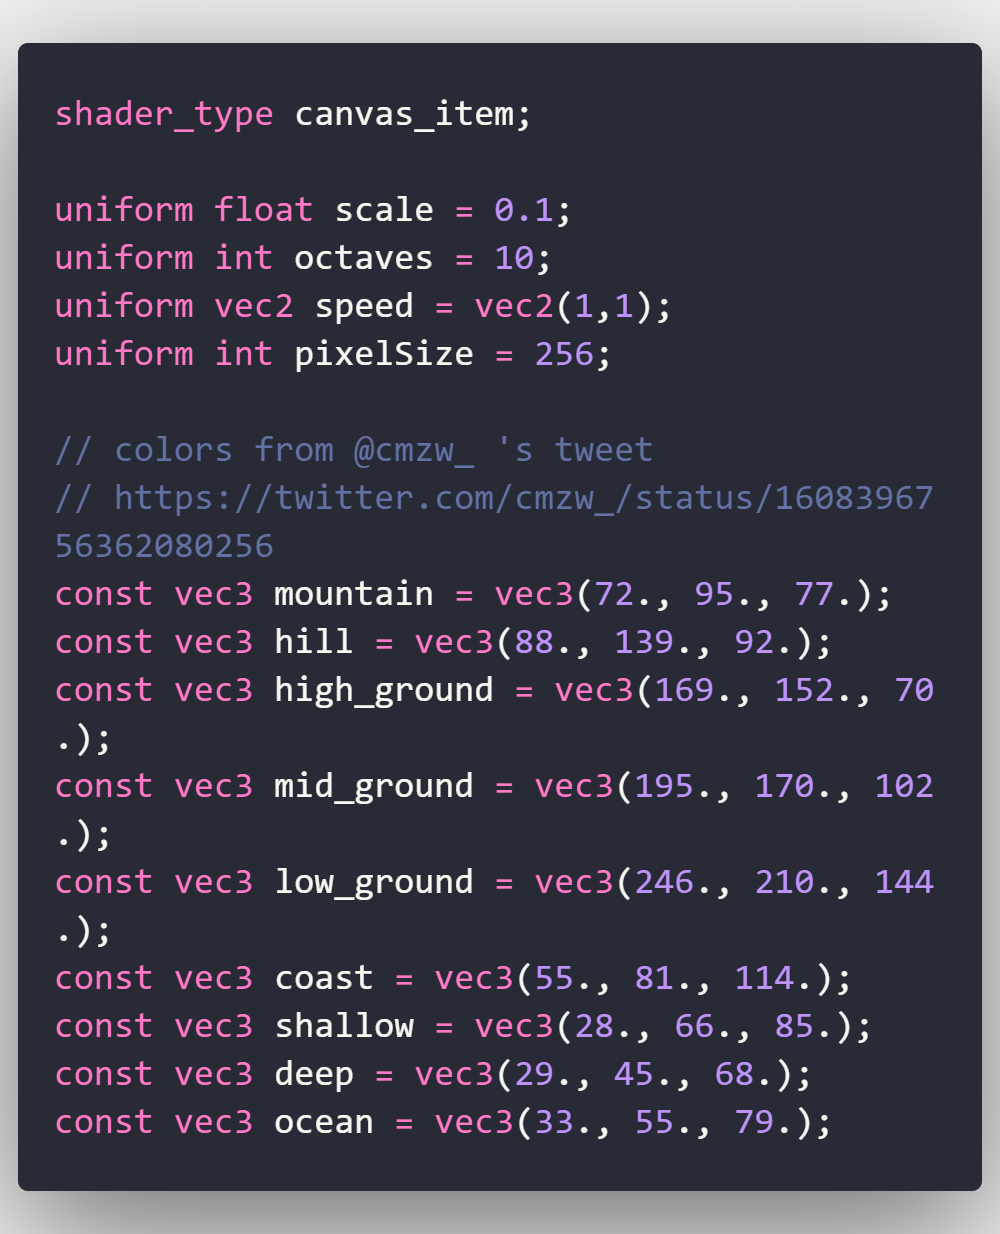 shader_type canvas_item;
uniform float scale = 0.1;
uniform int octaves = 10;
uniform vec2 speed = vec2(1,1);
uniform int pixelSize = 256;
// colors from @cmzw_ 's tweet
// https://twitter.com/cmzw_/status/16083967
56362080256
const vec3 mountain = vec3(72., 95., 77.);
const vec3 hill = vec3(88., 139., 92.);
const vec3 high_ground = vec3(169., 152., 70
.);
const vec3 mid_ground = vec3(195., 170., 102
.);
const vec3 low_ground = vec3(246., 210., 144
.);
const vec3 coast = vec3(55., 81., 114.);
const vec3 shallow = vec3(28., 66., 85.);
const vec3 deep = vec3(29., 45., 68.);
const vec3 ocean = vec3(33., 55., 79.);